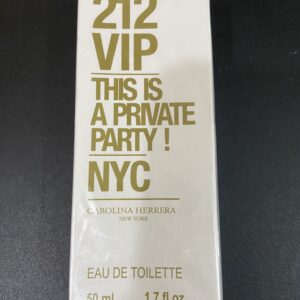 212
VIP
THIS IS
A PRIVATE
PARTY !
NYC
CAROLINA HERRERA
NEW YORK
EAU DE TOILETTE
50 ml 1.7 fl oz